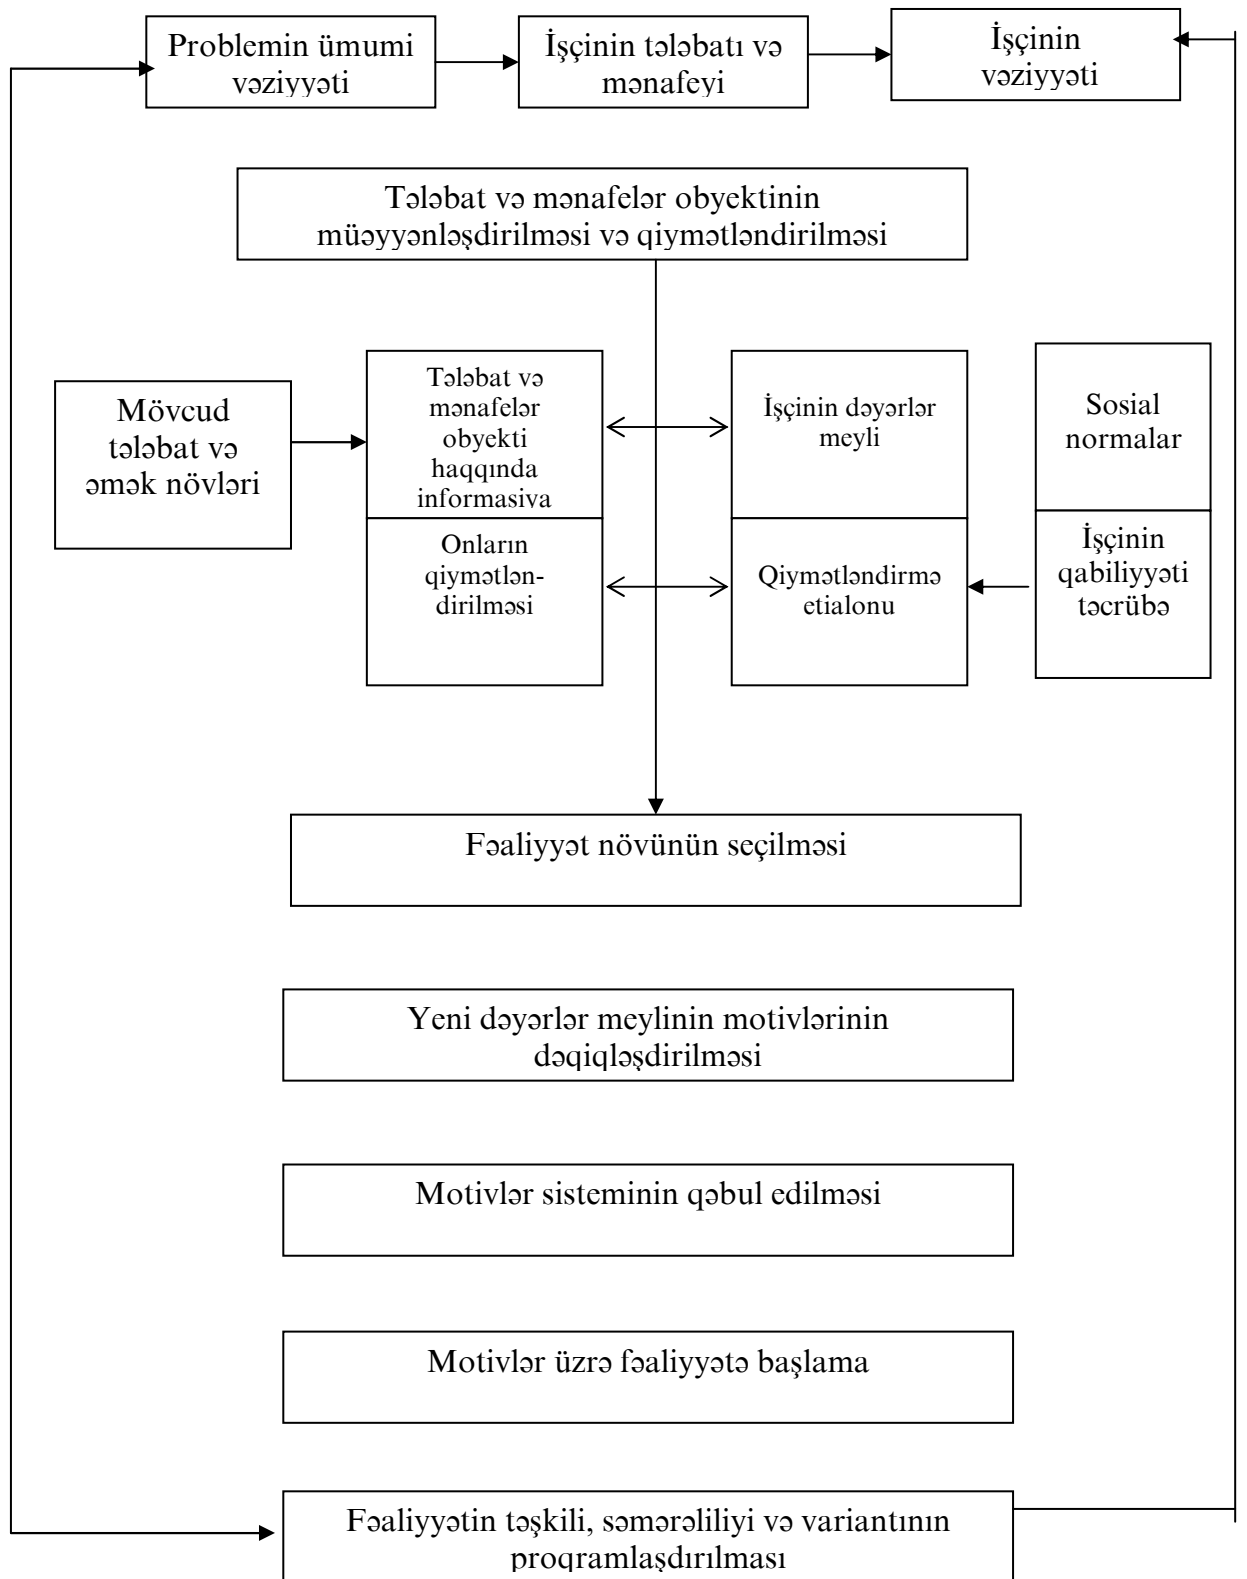 Problemin ümumi
vəziyyəti
İşçinin tələbatı və
mənafeyi
İşçinin
vəziyyəti
Tələbat və mənafelər obyektinin
müəyyənləşdirilməsi və qiymətləndirilməsi
Mövcud
tələbat və
əmək növləri
Tələbat və
mənafelər
obyekti
haqqında
informasiva
İşçinin dəyərlər
meyli
Sosial
normalar
Onların
qiymətlən-
dirilməsi
Qiymətləndirmə
etialonu
İşçinin
qabiliyyəti
təcrübə
Fəaliyyət növünün seçilməsi
Yeni dəyərlər meylinin motivlərinin
dəqiqləşdirilməsi
Motivlər sisteminin qəbul edilməsi
Motivlər üzrə fəaliyyətə başlama
Fəaliyyətin təşkili, səmərəliliyi və variantının
proqramlaşdırılması